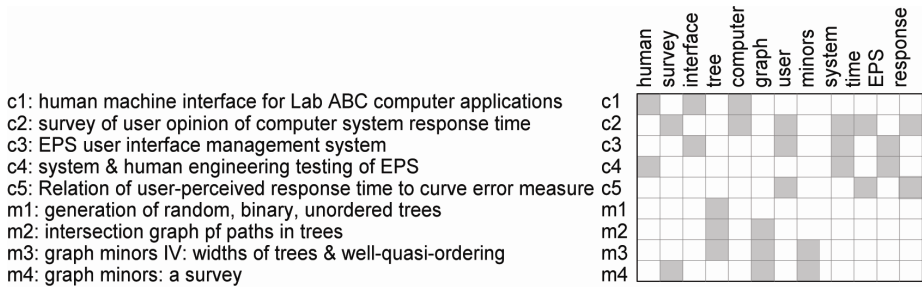 human survey interface tree computer graph user minors system time EPS response
c1: human machine interface for Lab ABC computer applications c1
c2: survey of user opinion of computer system response time c2
c3: EPS user interface management system c3
c4: system & human engineering testing of EPS c4
c5: Relation of user-perceived response time to curve error measure c5
m1: generation of random, binary, unordered trees m1
m2: intersection graph pf paths in trees m2
m3: graph minors IV: widths of trees & well-quasi-ordering m3
m4: graph minors: a survey m4